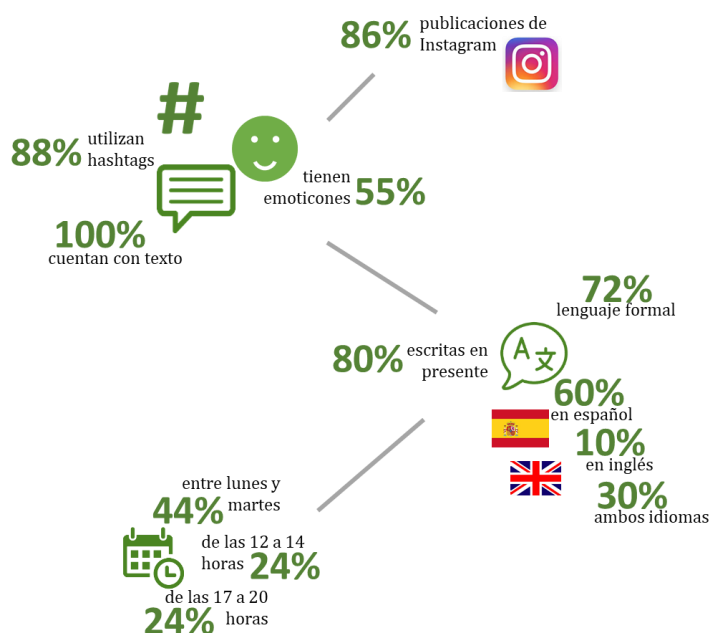 86% publicaciones de
Instagram
#
88% utilizan
hashtags
tienen
emoticones 55%
100%
cuentan con texto
72%
lenguaje formal
80% escritas en
presente
A 文
60%
en español
10%
en inglés
30%
ambos idiomas
entre lunes y
44% martes
de las 12 a 14
horas 24%
de las 17 a 20
24% horas